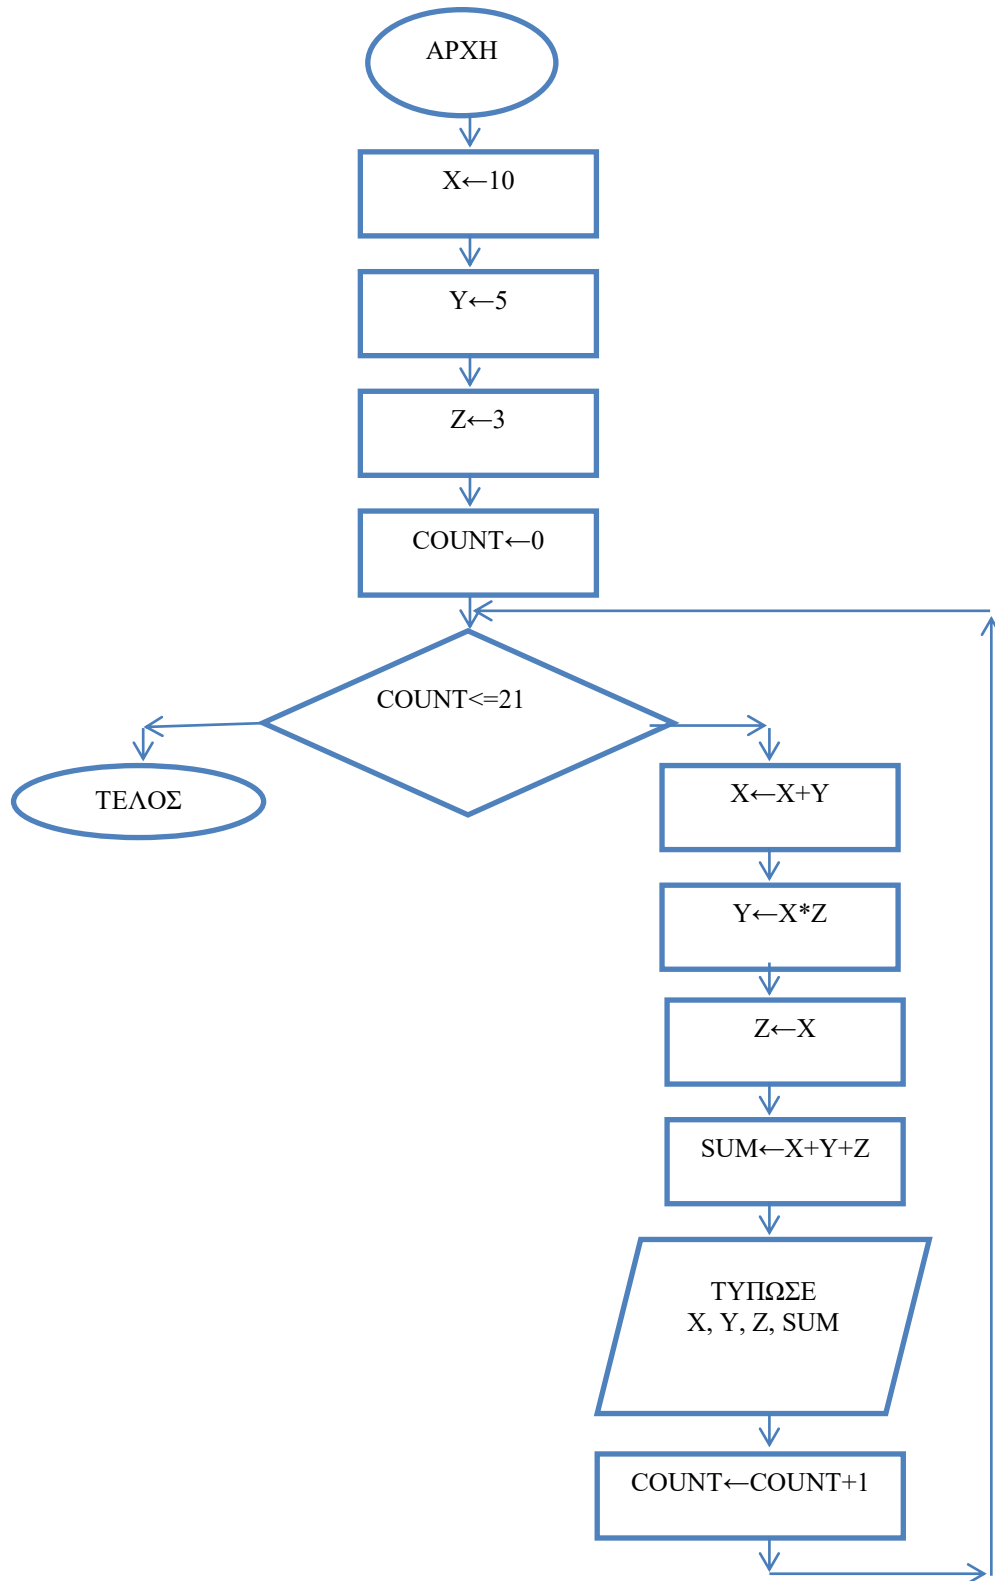 ΑΡΧΗ
X←10
Y←5
Z←3
COUNT←0
COUNT<=21
ΤΕΛΟΣ
X←X+Y
Y←X*Z
Z←X
SUM←X+Y+Z
ΤΥΠΩΣΕ
X, Y, Z, SUM
COUNT←COUNT+1